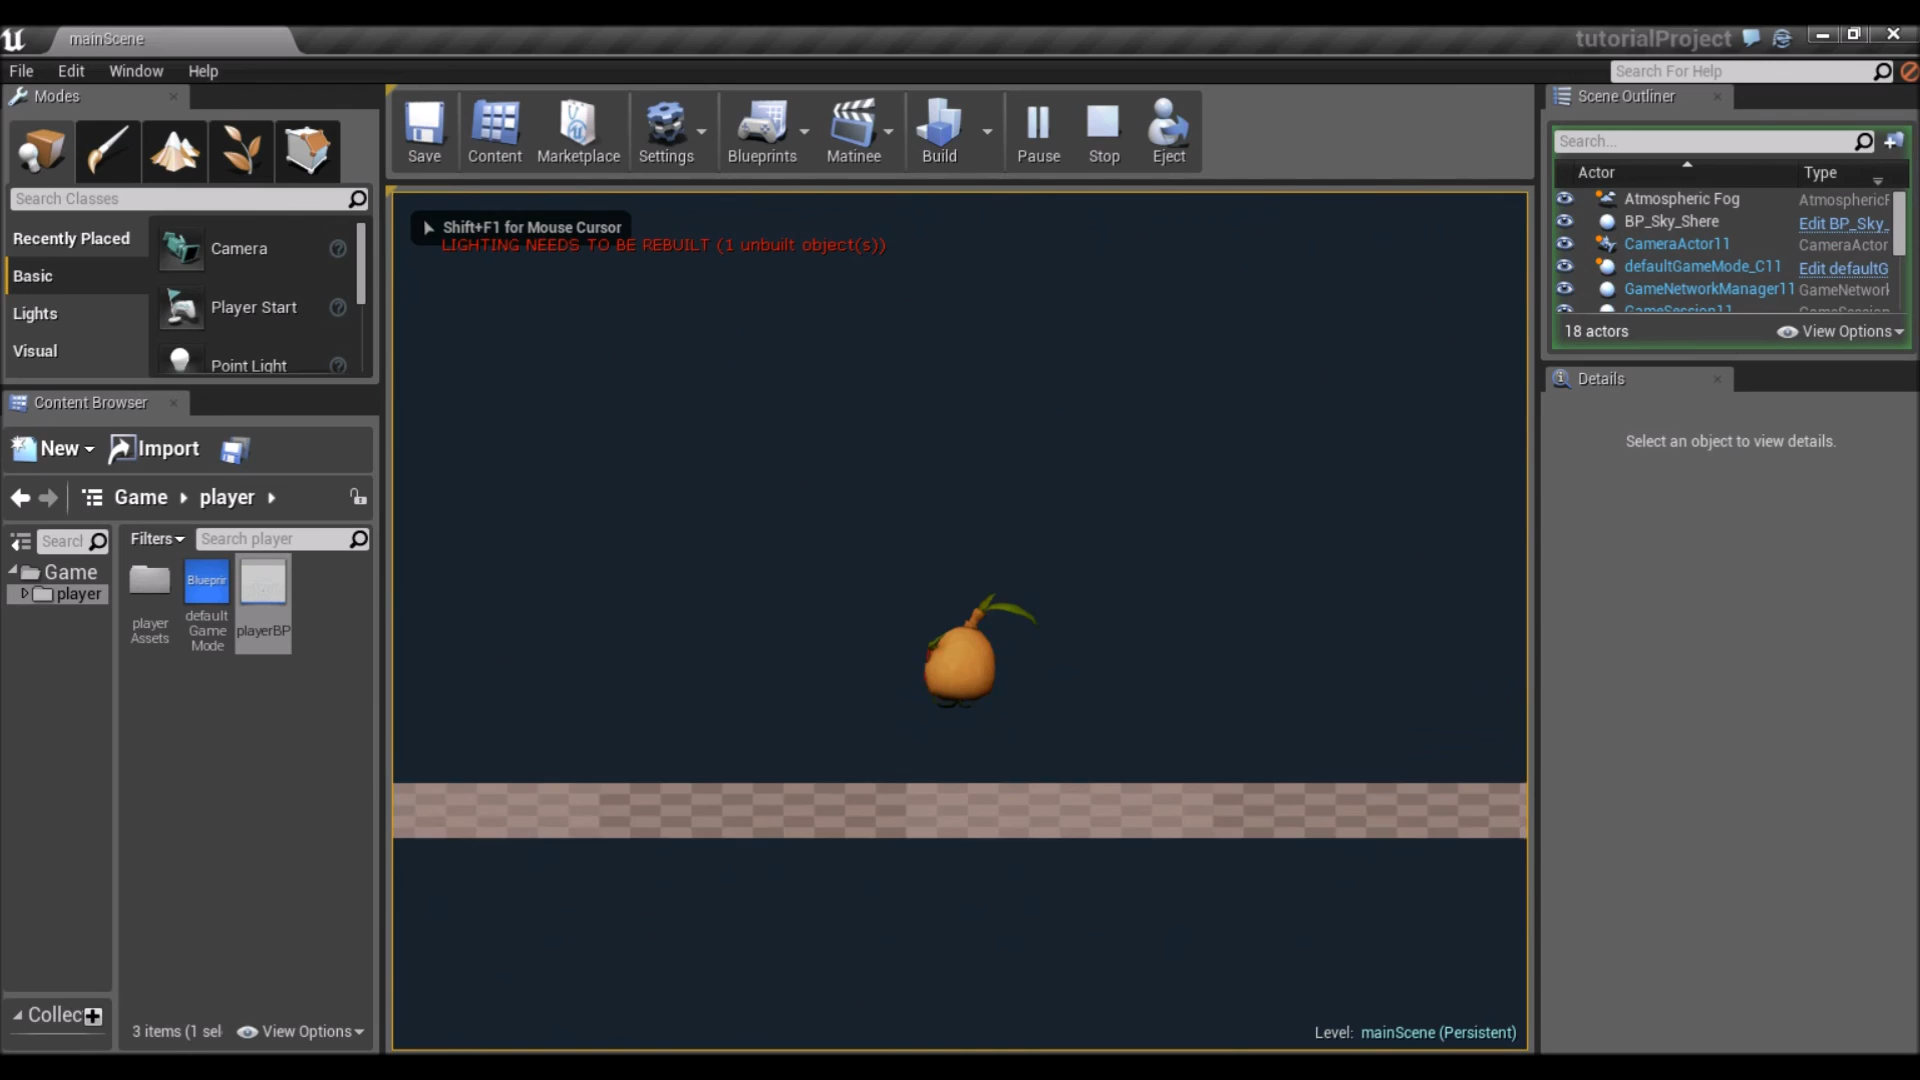 mainScene
tutorialProject
File Edit Window Help
Search For Help
Modes
Search Classes
Recently Placed
Basic
Lights
Visual
Camera
Player Start
Point Light
Save Content Marketplace Settings Blueprints Matinee Build Pause Stop Eject
Shift+F1 for Mouse Cursor
LIGHTING NEEDS TO BE REBUILT (1 unbuilt object(s))
Level: mainScene (Persistent)
Scene Outliner
Search...
Actor Type
Atmospheric Fog AtmosphericF
BP_Sky_Shere Edit BP_Sky_
CameraActor11 CameraActor
defaultGameMode_C11 Edit defaultG
GameNetworkManager11 GameNetwork
GameSession11 GameSession
18 actors View Options
Details
Select an object to view details.
Content Browser
New Import
Game player
Search
Game
player
Filters Search player
player Assets
Blueprir
default Game Mode
playerBP
Collec
3 items (1 sel View Options